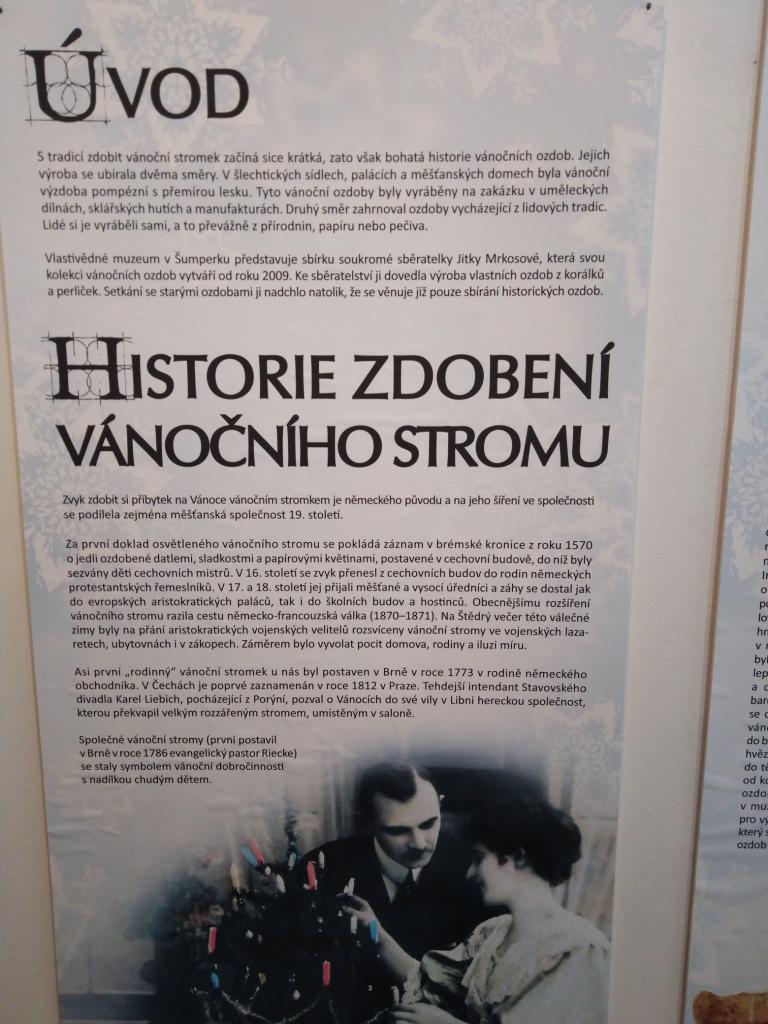 Úvod
S tradicí zdobit vánoční stromek začíná sice krátká, zato však bohatá historie vánočních ozdob. Jejich
výroba se ubírala dvěma směry. V šlechtických sídlech, palácích a měšťanských domech byla vánoční
výzdoba pompézní s přemírou lesku. Tyto vánoční ozdoby byly vyráběny na zakázku v uměleckých
dílnách, sklářských hutích a manufakturách. Druhý směr zahrnoval ozdoby vycházející z lidových tradic.
Lidé si je vyráběli sami, a to převážně z přírodnin, papíru nebo pečiva.
Vlastivědné muzeum v Šumperku představuje sbírku soukromé sběratelky Jitky Mrkosové, která svou
kolekci vánočních ozdob vytváří od roku 2009. Ke sběratelství ji dovedla výroba vlastních ozdob z korálků
a perliček. Setkání se starými ozdobami ji nadchlo natolik, že se věnuje již pouze sbírání historických ozdob.
Historie zdobení
vánočního stromu
Zvyk zdobit si příbytek na Vánoce vánočním stromkem je německého původu a na jeho šíření ve společnosti
se podílela zejména měšťanská společnost 19. století.
Za první doklad osvětleného vánočního stromu se pokládá záznam v brémské kronice z roku 1570
o jedli ozdobené datlemi, sladkostmi a papírovými květinami, postavené v cechovní budově, do níž byly
sezvány děti cechovních mistrů. V 16. století se zvyk přenesl z cechovních budov do rodin německých
protestantských řemeslníků. V 17. a 18. století jej přijali měšťané a vysocí úředníci a záhy se dostal jak
do evropských aristokratických paláců, tak i do školních budov a hostinců. Obecnějšímu rozšíření
vánočního stromu razila cestu německo-francouzská válka (1870–1871). Na Štědrý večer této válečné
zimy byly na přání aristokratických vojenských velitelů rozsvíceny vánoční stromy ve vojenských laza-
retech, ubytovnách i v zákopech. Záměrem bylo vyvolat pocit domova, rodiny a iluzi míru.
Asi první „rodinný“ vánoční stromek u nás byl postaven v Brně v roce 1773 v rodině německého
obchodníka. V Čechách je poprvé zaznamenán v roce 1812 v Praze. Tehdejší intendant Stavovského
divadla Karel Liebich, pocházející z Porýní, pozval o Vánocích do své vily v Libni hereckou společnost,
kterou překvapil velkým rozzářeným stromem, umístěným v saloně.
Společné vánoční stromy (první postavil
v Brně v roce 1786 evangelický pastor Riecke)
se staly symbolem vánoční dobročinnosti
s nadílkou chudým dětem.